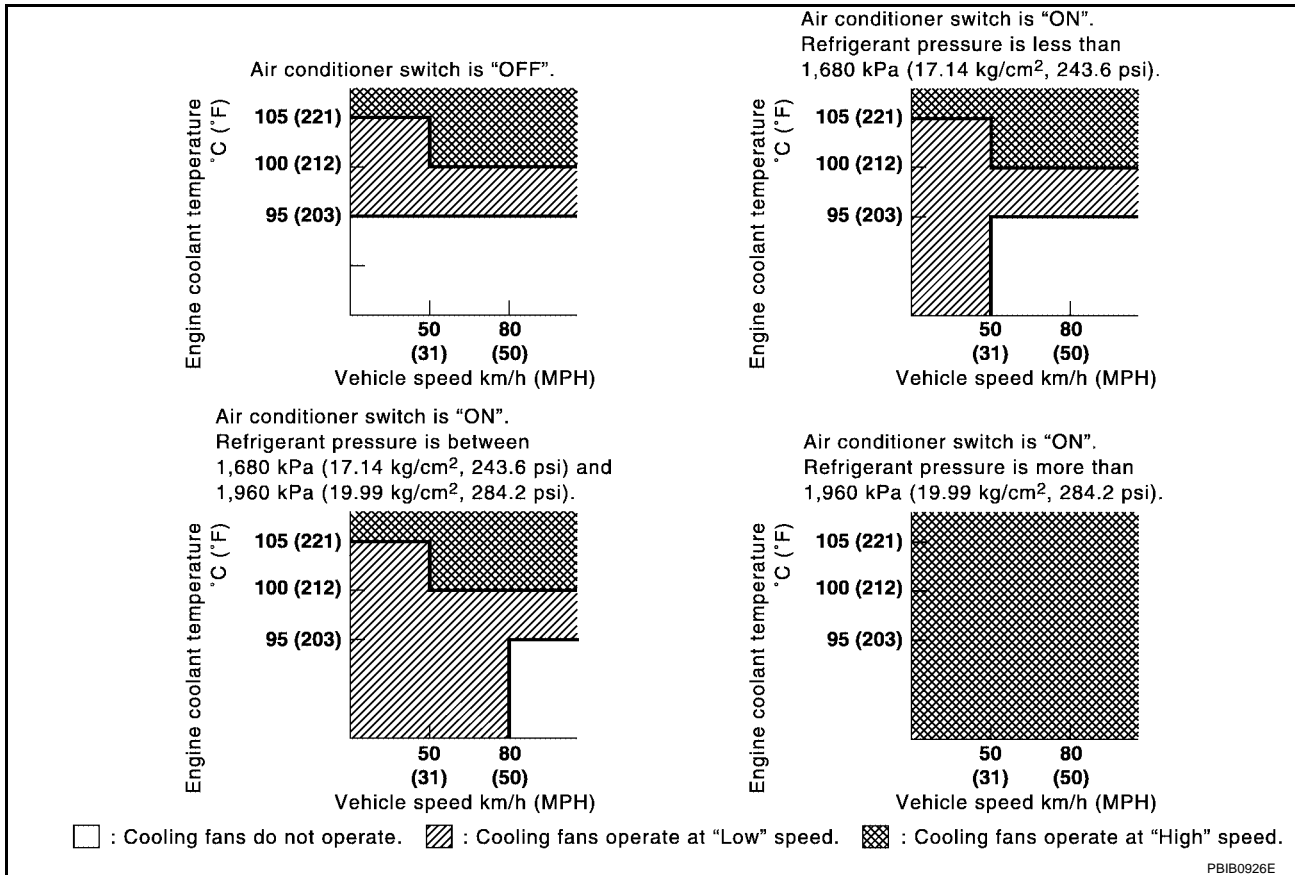 Air conditioner switch is “OFF”.
Engine coolant temperature
°C (°F)
105 (221)
100 (212)
95 (203)
50
(31)
80
(50)
Vehicle speed km/h (MPH)
Air conditioner switch is “ON”.
Refrigerant pressure is less than
1,680 kPa (17.14 kg/cm², 243.6 psi).
Engine coolant temperature
°C (°F)
105 (221)
100 (212)
95 (203)
50
(31)
80
(50)
Vehicle speed km/h (MPH)
Air conditioner switch is “ON”.
Refrigerant pressure is between
1,680 kPa (17.14 kg/cm², 243.6 psi) and
1,960 kPa (19.99 kg/cm², 284.2 psi).
Engine coolant temperature
°C (°F)
105 (221)
100 (212)
95 (203)
50
(31)
80
(50)
Vehicle speed km/h (MPH)
Air conditioner switch is “ON”.
Refrigerant pressure is more than
1,960 kPa (19.99 kg/cm², 284.2 psi).
Engine coolant temperature
°C (°F)
105 (221)
100 (212)
95 (203)
50
(31)
80
(50)
Vehicle speed km/h (MPH)
: Cooling fans do not operate.
: Cooling fans operate at “Low” speed.
: Cooling fans operate at “High” speed.
PBIB0926E